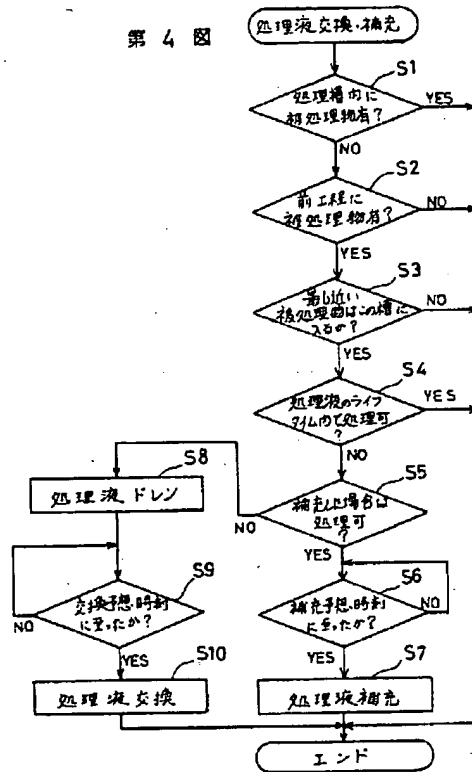 第 4 図
処理液交換・補充
S1
処理槽内に
被処理物有?
YES
NO
S2
前工程に
被処理物有?
NO
YES
S3
最も近い
被処理物はこの槽に
入るか?
NO
YES
S4
処理液のライフ
タイム内で処理可
?
YES
NO
S5
補充した場合は
処理可
?
NO
YES
S8
処理液ドレン
S6
補充予想時刻
に至ったか?
NO
YES
S9
交換予想時刻
に至ったか?
NO
YES
S7
処理液補充
S10
処理液交換
エンド